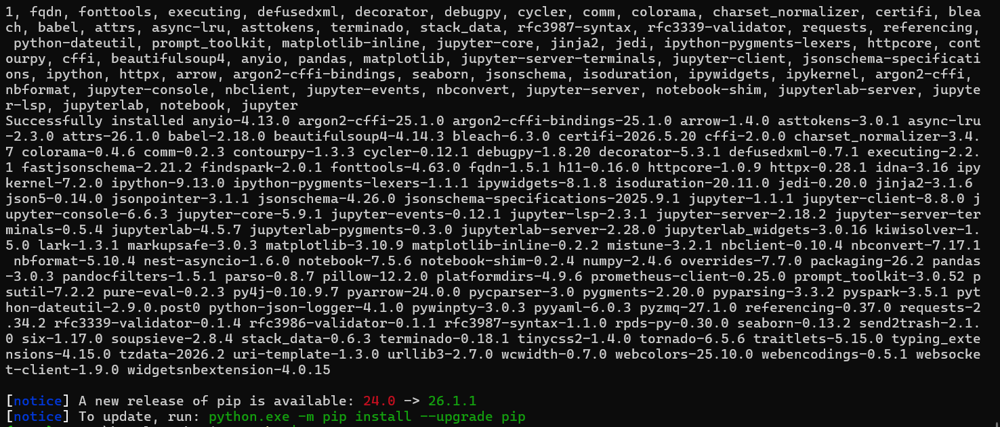 1, fqdn, fonttools, executing, defusedxml, decorator, debugpy, cycler, comm, colorama, charset_normalizer, certifi, blea
ch, babel, attrs, async-lru, asttokens, terminado, stack_data, rfc3987-syntax, rfc3339-validator, requests, referencing,
 python-dateutil, prompt_toolkit, matplotlib-inline, jupyter-core, jinja2, jedi, ipython-pygments-lexers, httpcore, cont
ourpy, cffi, beautifulsoup4, anyio, pandas, matplotlib, jupyter-server-terminals, jupyter-client, jsonschema-specificati
ons, ipython, httpx, arrow, argon2-cffi-bindings, seaborn, jsonschema, isoduration, ipywidgets, ipykernel, argon2-cffi,
nbformat, jupyter-console, nbclient, jupyter-events, nbconvert, jupyter-server, notebook-shim, jupyterlab-server, jupyte
r-lsp, jupyterlab, notebook, jupyter
Successfully installed anyio-4.13.0 argon2-cffi-25.1.0 argon2-cffi-bindings-25.1.0 arrow-1.4.0 asttokens-3.0.1 async-lru
-2.3.0 attrs-26.1.0 babel-2.18.0 beautifulsoup4-4.14.3 bleach-6.3.0 certifi-2026.5.20 cffi-2.0.0 charset_normalizer-3.4.
7 colorama-0.4.6 comm-0.2.3 contourpy-1.3.3 cycler-0.12.1 debugpy-1.8.20 decorator-5.3.1 defusedxml-0.7.1 executing-2.2.
1 fastjsonschema-2.21.2 findspark-2.0.1 fonttools-4.63.0 fqdn-1.5.1 h11-0.16.0 httpcore-1.0.9 httpx-0.28.1 idna-3.16 ipy
kernel-7.2.0 ipython-9.13.0 ipython-pygments-lexers-1.1.1 ipywidgets-8.1.8 isoduration-20.11.0 jedi-0.20.0 jinja2-3.1.6
json5-0.14.0 jsonpointer-3.1.1 jsonschema-4.26.0 jsonschema-specifications-2025.9.1 jupyter-1.1.1 jupyter-client-8.8.0 j
upyter-console-6.6.3 jupyter-core-5.9.1 jupyter-events-0.12.1 jupyter-lsp-2.3.1 jupyter-server-2.18.2 jupyter-server-ter
minals-0.5.4 jupyterlab-4.5.7 jupyterlab-pygments-0.3.0 jupyterlab-server-2.28.0 jupyterlab_widgets-3.0.16 kiwisolver-1.
5.0 lark-1.3.1 markupsafe-3.0.3 matplotlib-3.10.9 matplotlib-inline-0.2.2 mistune-3.2.1 nbclient-0.10.4 nbconvert-7.17.1
 nbformat-5.10.4 nest-asyncio-1.6.0 notebook-7.5.6 notebook-shim-0.2.4 numpy-2.4.6 overrides-7.7.0 packaging-26.2 pandas
-3.0.3 pandocfilters-1.5.1 parso-0.8.7 pillow-12.2.0 platformdirs-4.9.6 prometheus-client-0.25.0 prompt_toolkit-3.0.52 p
sutil-7.2.2 pure-eval-0.2.3 py4j-0.10.9.7 pyarrow-24.0.0 pycparser-3.0 pygments-2.20.0 pyparsing-3.3.2 pyspark-3.5.1 pyt
hon-dateutil-2.9.0.post0 python-json-logger-4.1.0 pywinpty-3.0.3 pyyaml-6.0.3 pyzmq-27.1.0 referencing-0.37.0 requests-2
.34.2 rfc3339-validator-0.1.4 rfc3986-validator-0.1.1 rfc3987-syntax-1.1.0 rpds-py-0.30.0 seaborn-0.13.2 send2trash-2.1.
0 six-1.17.0 soupsieve-2.8.4 stack_data-0.6.3 terminado-0.18.1 tinycss2-1.4.0 tornado-6.5.6 traitlets-5.15.0 typing_exte
nsions-4.15.0 tzdata-2026.2 uri-template-1.3.0 urllib3-2.7.0 wcwidth-0.7.0 webcolors-25.10.0 webencodings-0.5.1 websocke
t-client-1.9.0 widgetsnbextension-4.0.15
[notice] A new release of pip is available: 24.0 -> 26.1.1
[notice] To update, run: python.exe -m pip install --upgrade pip